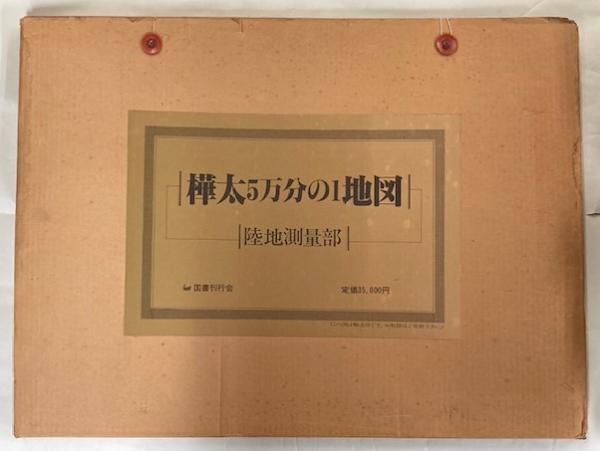 樺太5万分の1地図
陸地測量部
国書刊行会
定価35,000円